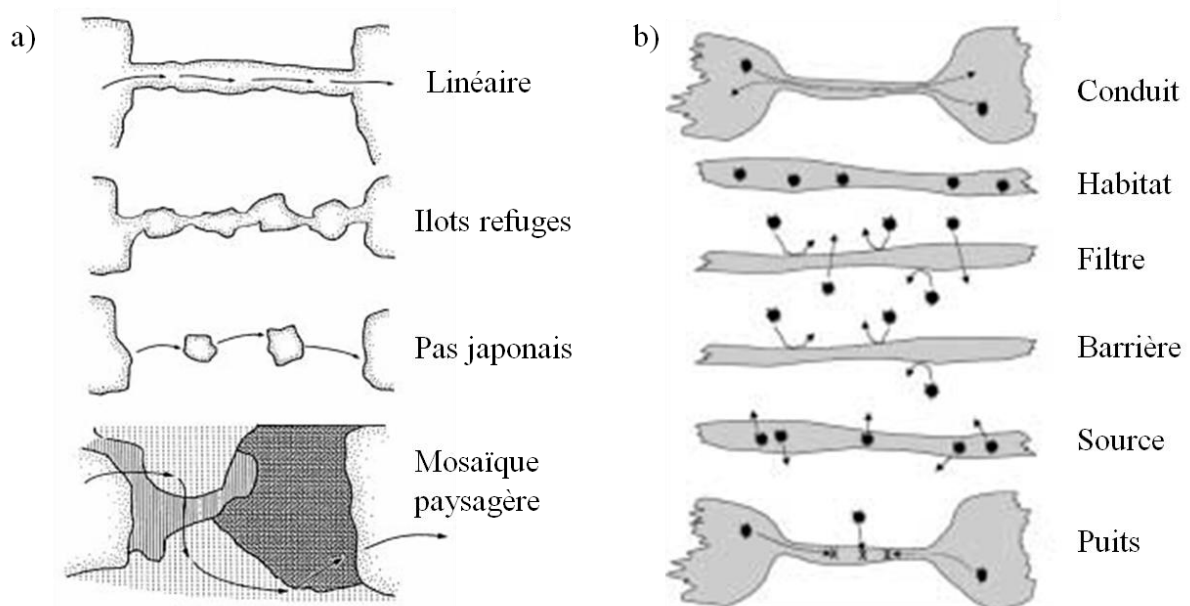 a)
Linéaire
Ilots refuges
Pas japonais
Mosaïque
paysagère
b)
Conduit
Habitat
Filtre
Barrière
Source
Puits